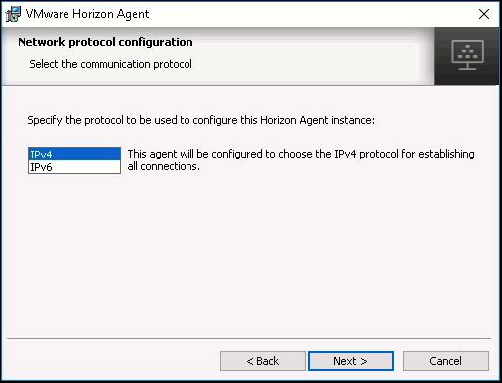 VMware Horizon Agent
Network protocol configuration
Select the communication protocol
Specify the protocol to be used to configure this Horizon Agent instance:
IPv4
IPv6
This agent will be configured to choose the IPv4 protocol for establishing
all connections.
< Back
Next >
Cancel